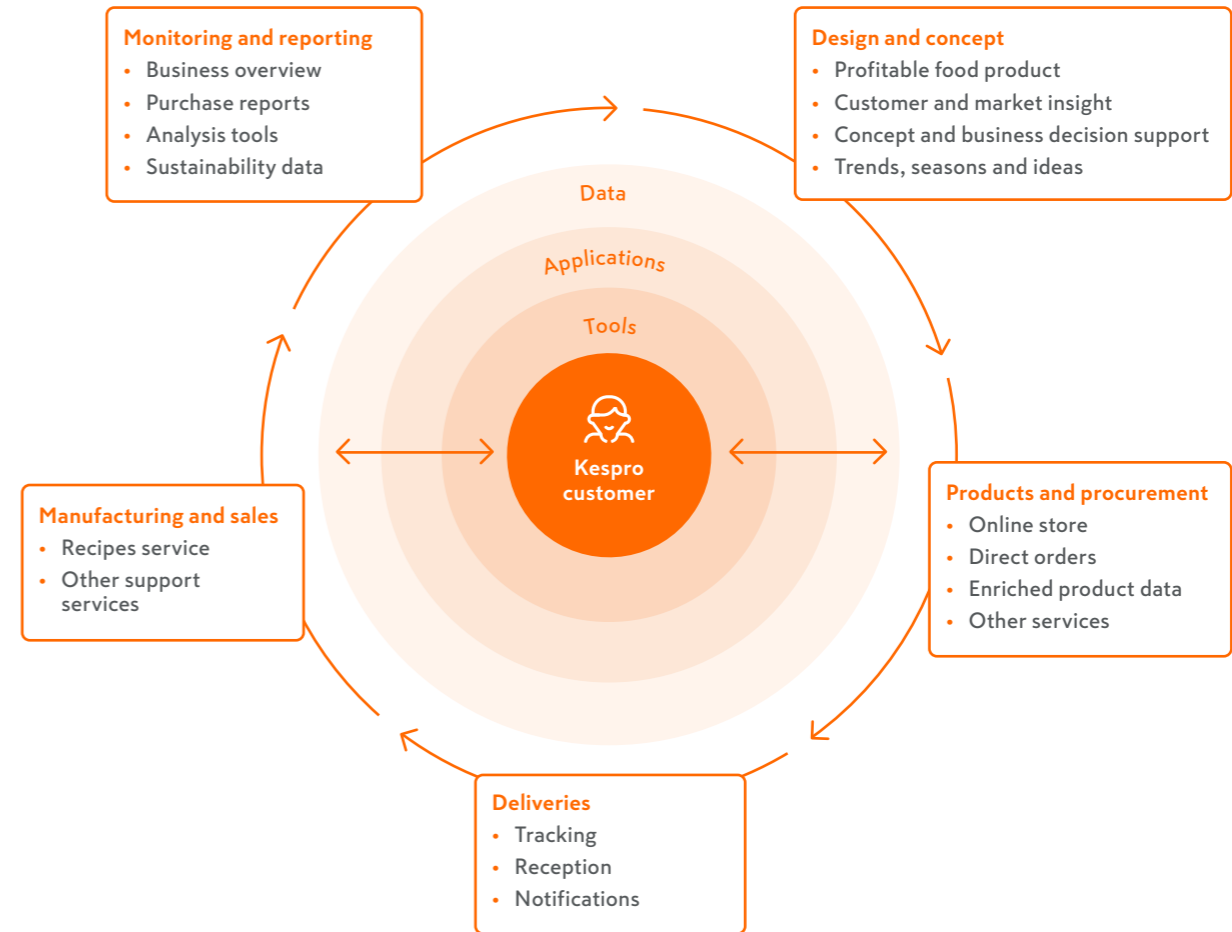 Monitoring and reporting
• Business overview
• Purchase reports
• Analysis tools
• Sustainability data
Design and concept
• Profitable food product
• Customer and market insight
• Concept and business decision support
• Trends, seasons and ideas
Data
Applications
Tools
Kespro
customer
Manufacturing and sales
• Recipes service
• Other support
services
Products and procurement
• Online store
• Direct orders
• Enriched product data
• Other services
Deliveries
• Tracking
• Reception
• Notifications